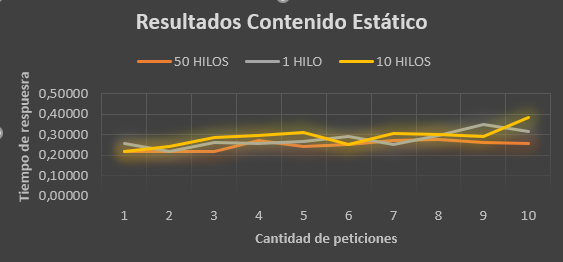 Resultados Contenido Estático
50 HILOS 1 HILO 10 HILOS
Tiempo de respuesra
0,50000
0,40000
0,30000
0,20000
0,10000
0,00000
1 2 3 4 5 6 7 8 9 10
Cantidad de peticiones